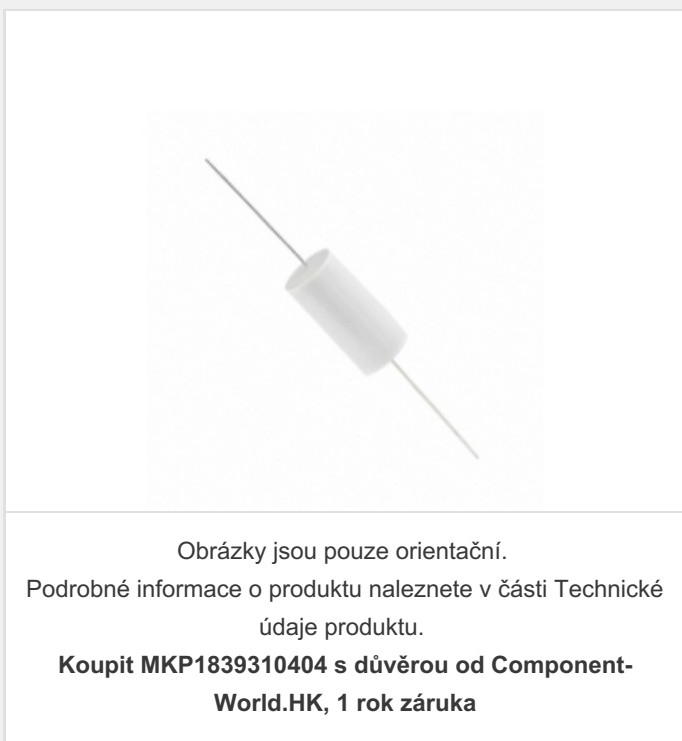 Obrázky jsou pouze orientační.
Podrobné informace o produktu naleznete v části Technické
údaje produktu.
Koupit MKP1839310404 s důvěrou od Component-
World.HK, 1 rok záruka